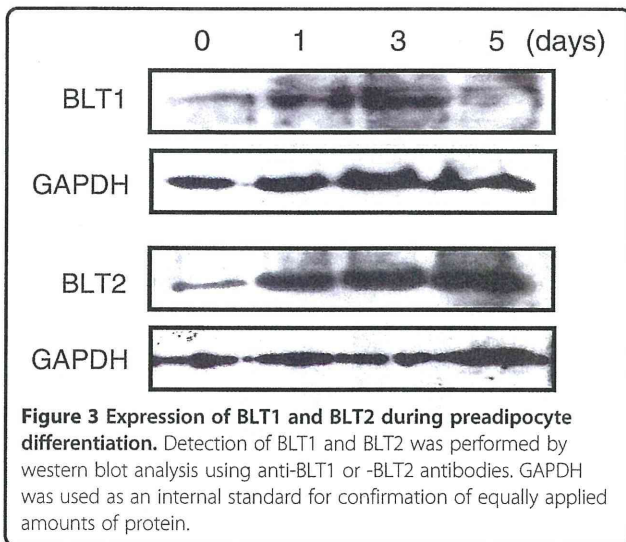 0 1 3 5 (days)
BLT1
GAPDH
BLT2
GAPDH
Figure 3 Expression of BLT1 and BLT2 during preadipocyte
differentiation. Detection of BLT1 and BLT2 was performed by
western blot analysis using anti-BLT1 or -BLT2 antibodies. GAPDH
was used as an internal standard for confirmation of equally applied
amounts of protein.